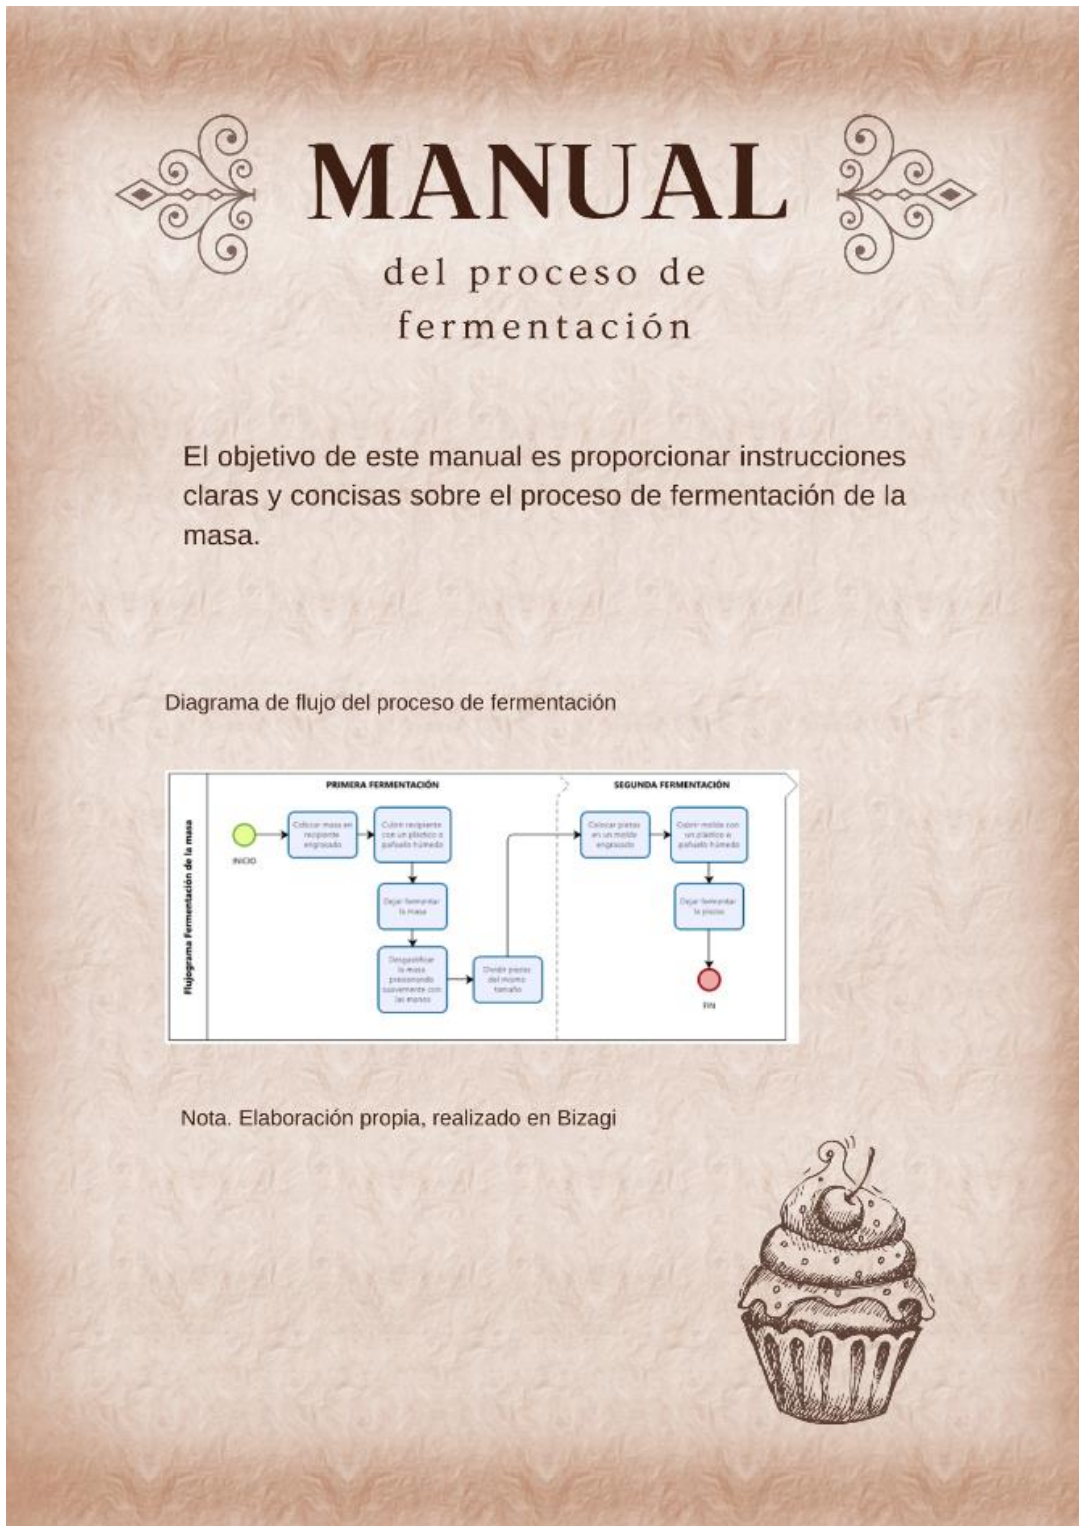 MANUAL
del proceso de
fermentación
El objetivo de este manual es proporcionar instrucciones
claras y concisas sobre el proceso de fermentación de la
masa.
Diagrama de flujo del proceso de fermentación
Flujograma Fermentación de la masa
PRIMERA FERMENTACIÓN
INICIO
Colocar masa en
recipiente
engrasado
Cubrir recipiente
con un plástico o
pañuelo húmedo
Dejar fermentar
la masa
Desgasificar
la masa
presionando
suavemente con
las manos
Dividir piezas
del mismo
tamaño
SEGUNDA FERMENTACIÓN
Colocar piezas
en un molde
engrasado
Cubrir molde con
un plástico o
pañuelo húmedo
Dejar fermentar
la piezas
FIN
Nota. Elaboración propia, realizado en Bizagi